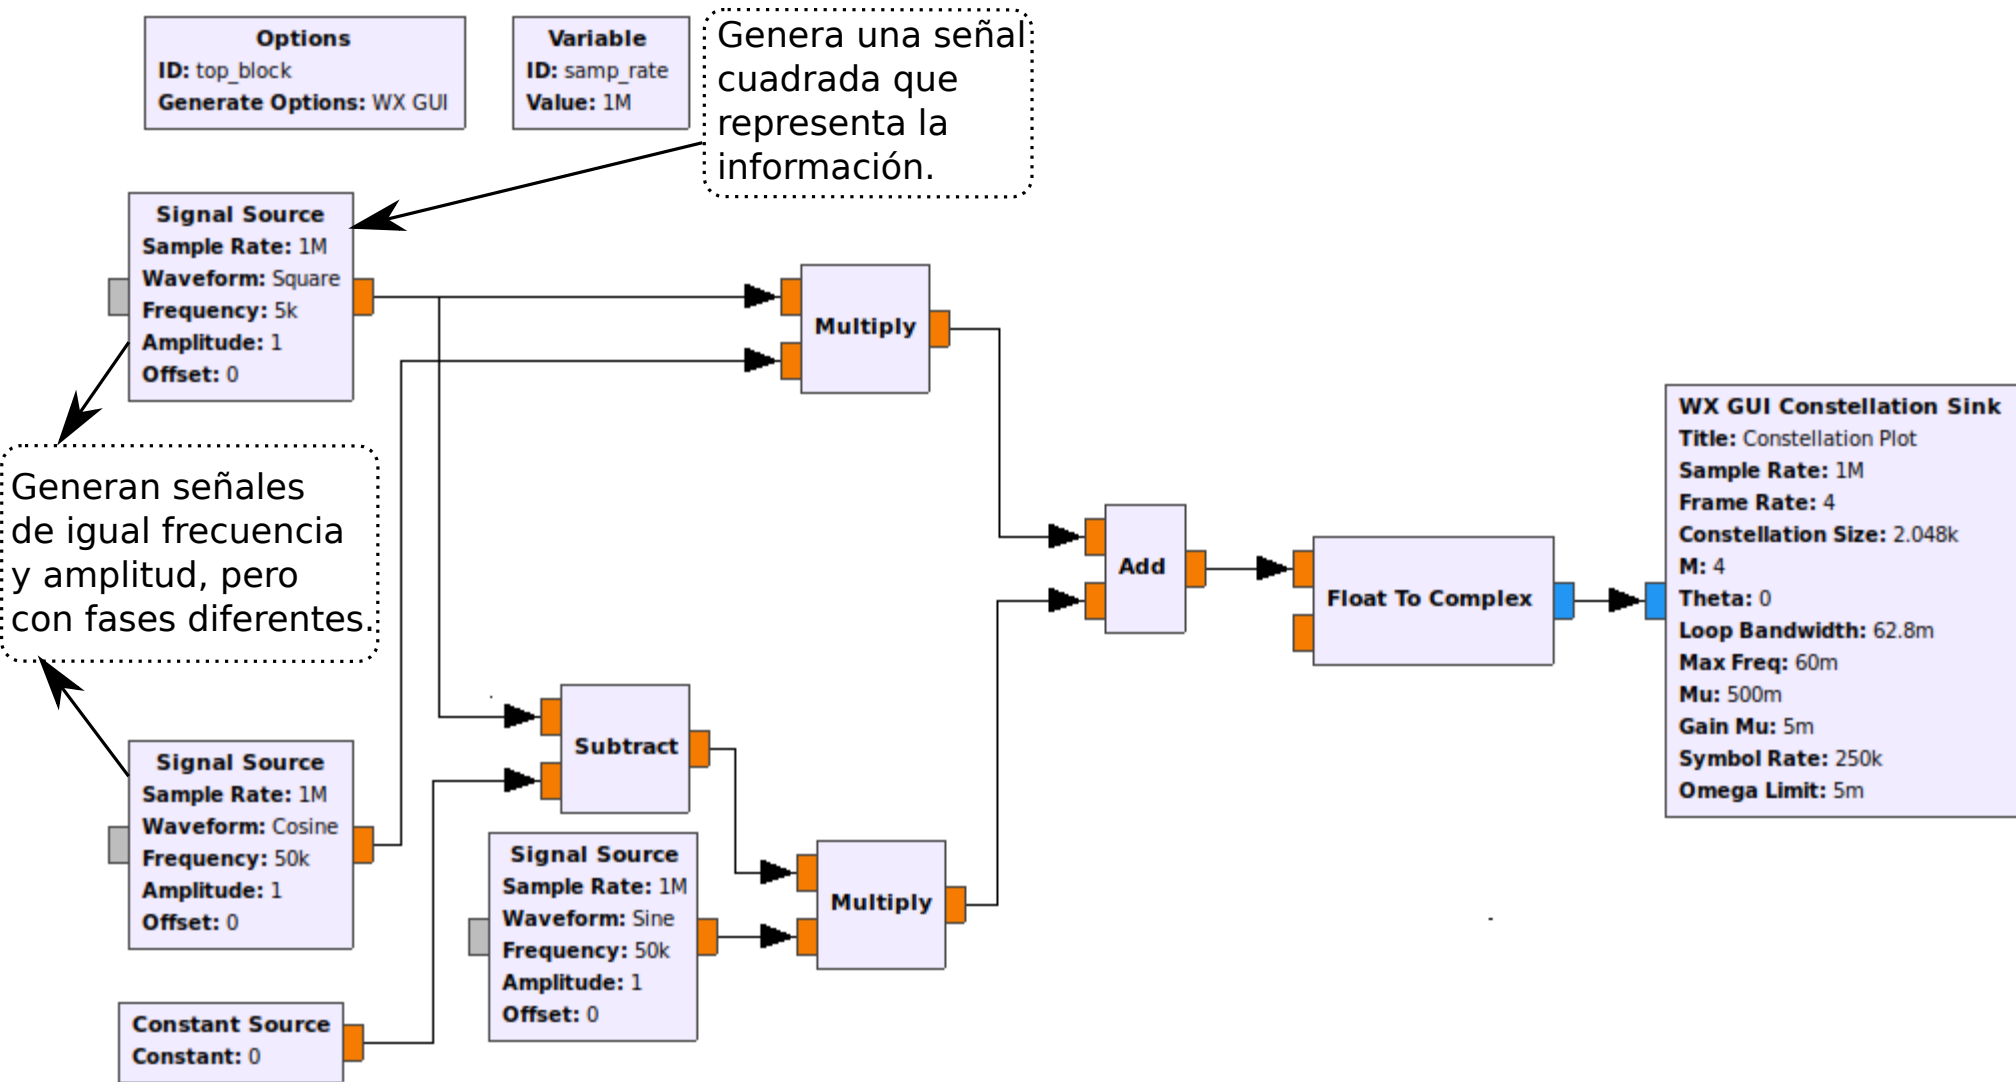 Options
ID: top_block
Generate Options: WX GUI
Variable
ID: samp_rate
Value: 1M
Genera una señal
cuadrada que
representa la
información.
Signal Source
Sample Rate: 1M
Waveform: Square
Frequency: 5k
Amplitude: 1
Offset: 0
Multiply
Generan señales
de igual frecuencia
y amplitud, pero
con fases diferentes.
Signal Source
Sample Rate: 1M
Waveform: Cosine
Frequency: 50k
Amplitude: 1
Offset: 0
Constant Source
Constant: 0
Subtract
Signal Source
Sample Rate: 1M
Waveform: Sine
Frequency: 50k
Amplitude: 1
Offset: 0
Multiply
Add
Float To Complex
WX GUI Constellation Sink
Title: Constellation Plot
Sample Rate: 1M
Frame Rate: 4
Constellation Size: 2.048k
M: 4
Theta: 0
Loop Bandwidth: 62.8m
Max Freq: 60m
Mu: 500m
Gain Mu: 5m
Symbol Rate: 250k
Omega Limit: 5m